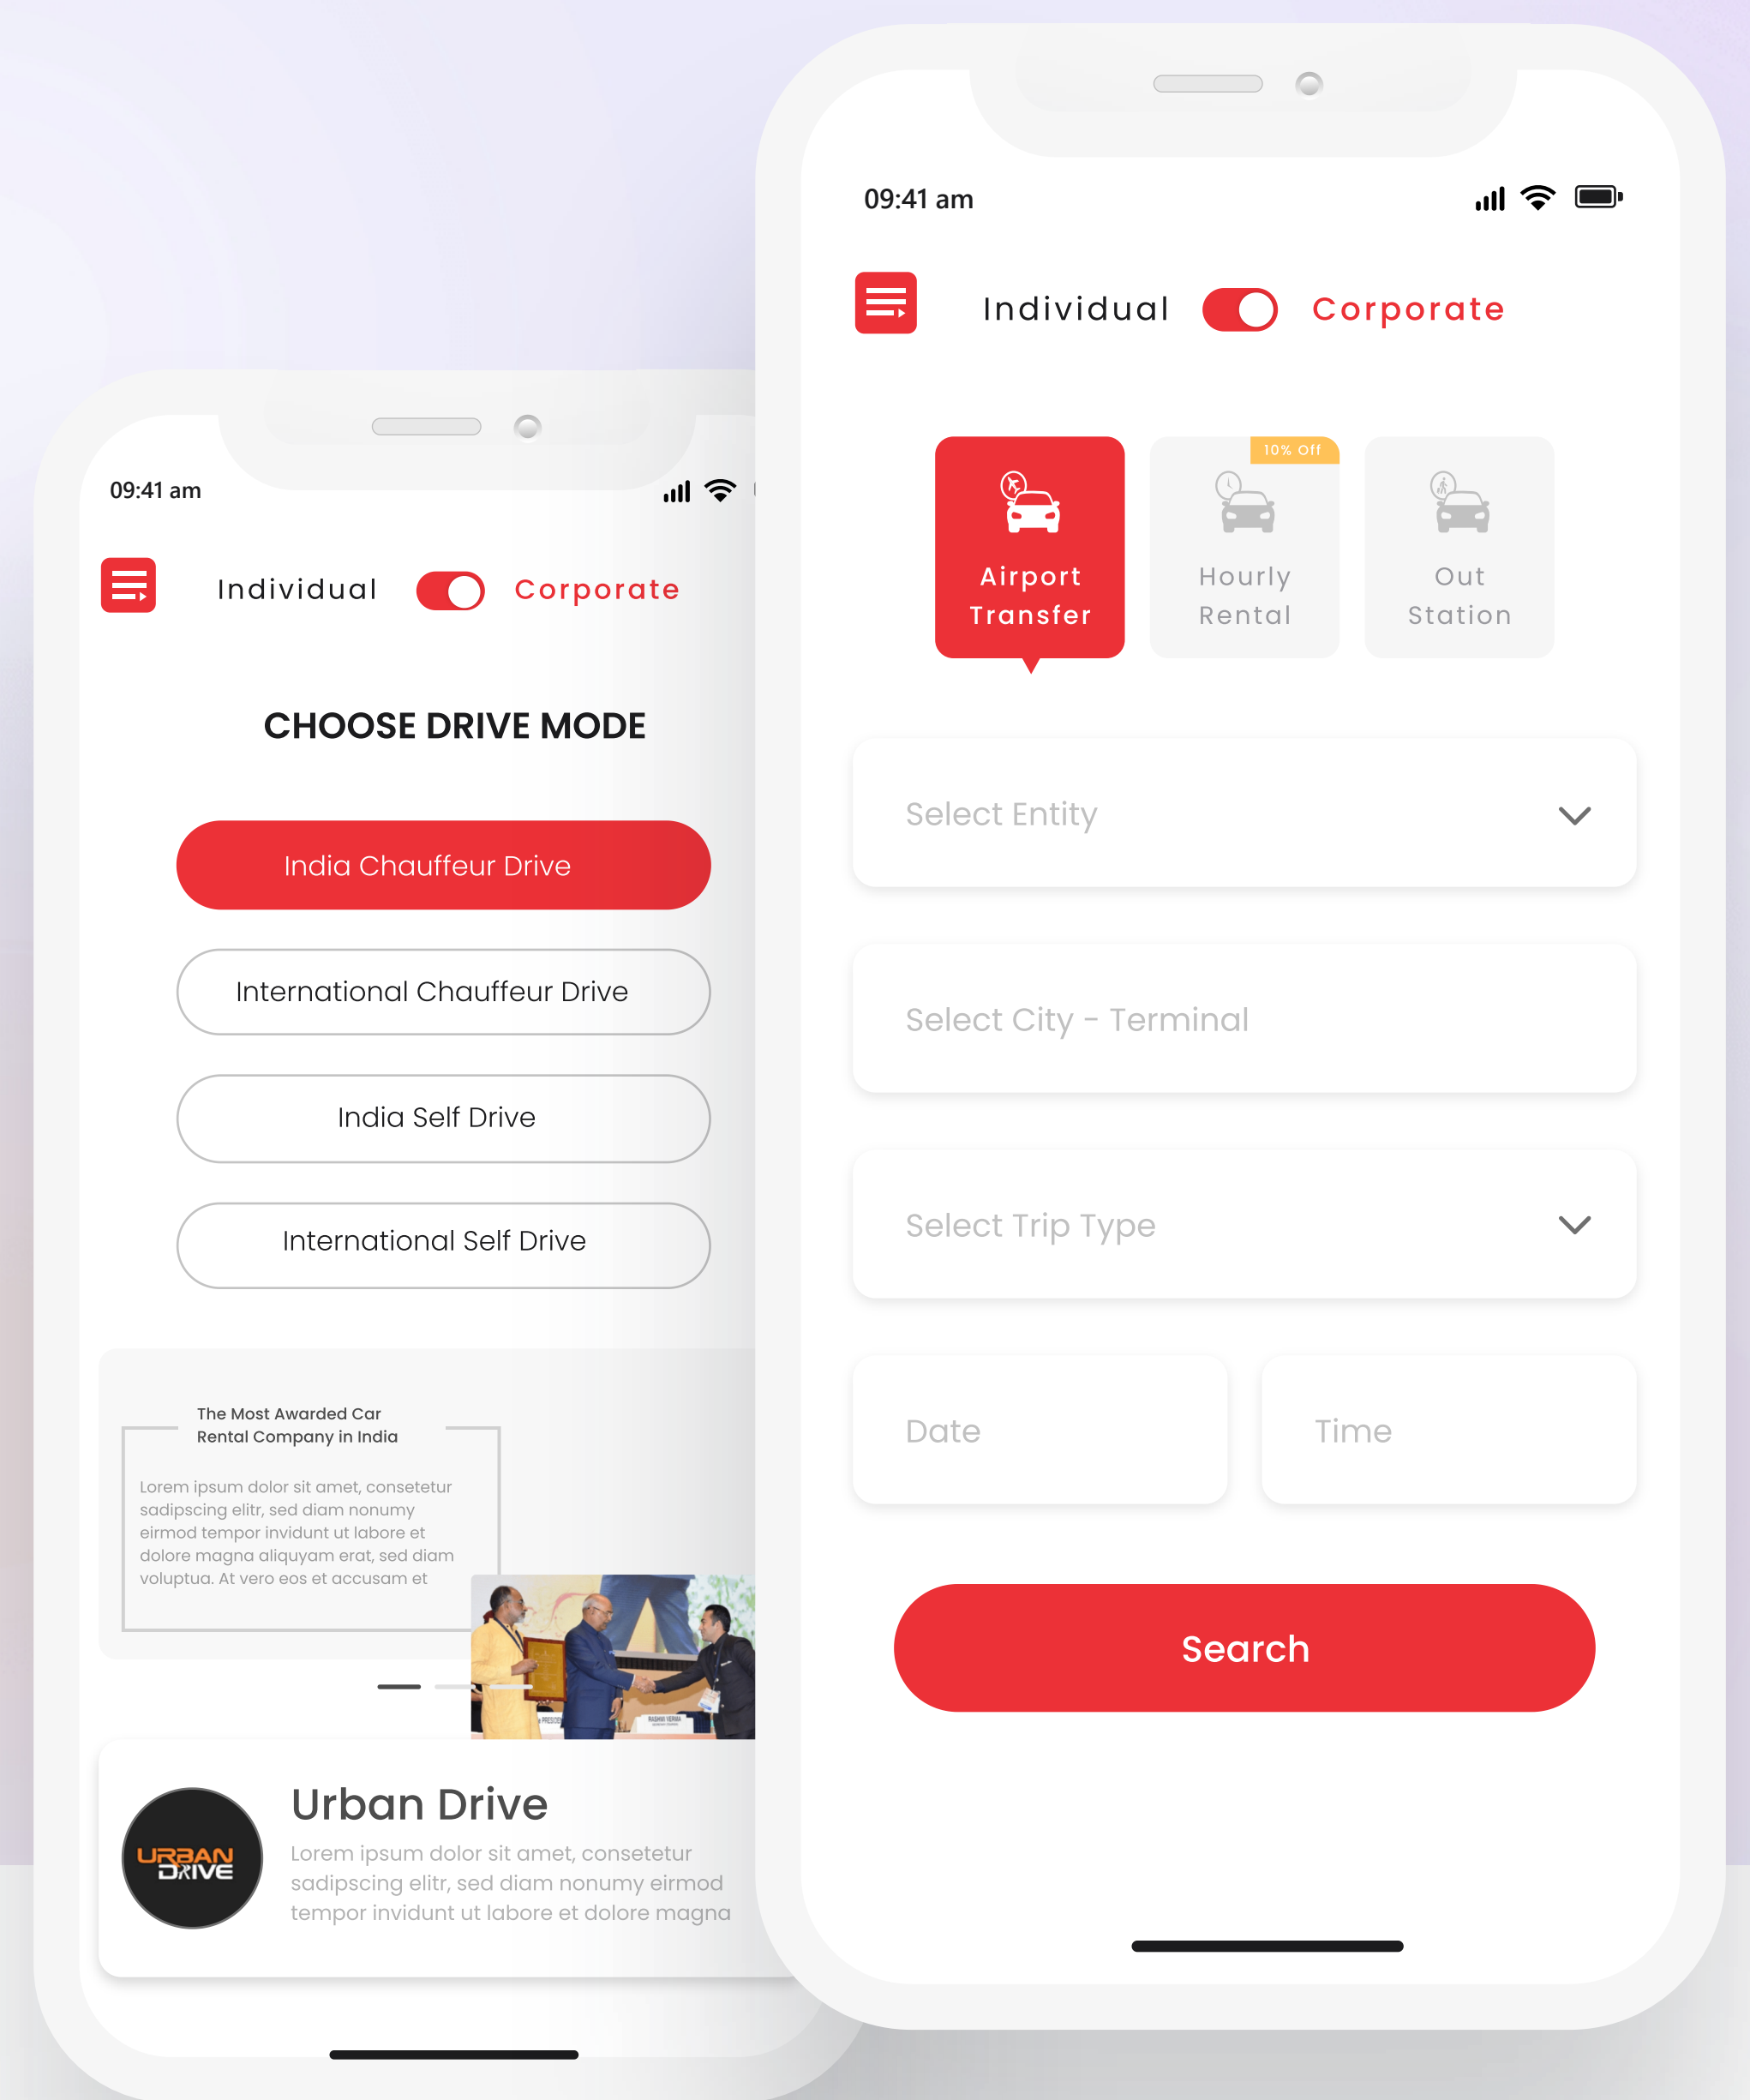 09:41 am
Individual
Corporate
CHOOSE DRIVE MODE
India Chauffeur Drive
International Chauffeur Drive
India Self Drive
International Self Drive
The Most Awarded Car
Rental Company in India
Lorem ipsum dolor sit amet, consetetur
sadipscing elitr, sed diam nonumy
eirmod tempor invidunt ut labore et
dolore magna aliquyam erat, sed diam
voluptua. At vero eos et accusam et
RASHMI VERMA
URBAN
DRIVE
Urban Drive
Lorem ipsum dolor sit amet, consetetur
sadipscing elitr, sed diam nonumy eirmod
tempor invidunt ut labore et dolore magna
09:41 am
Individual
Corporate
Airport
Transfer
10% Off
Hourly
Rental
Out
Station
Select Entity
Select City - Terminal
Select Trip Type
Date
Time
Search